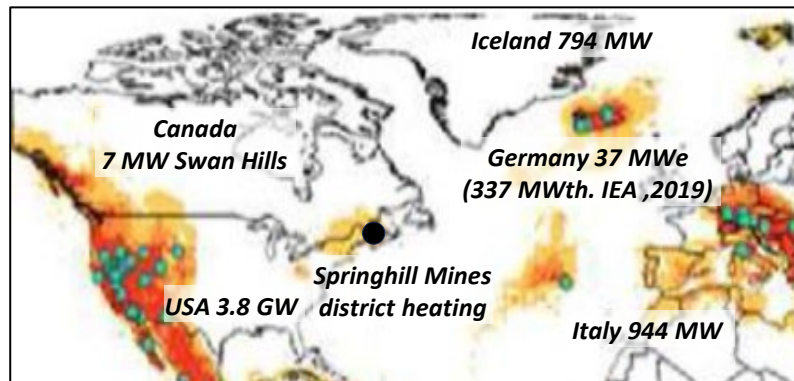 Iceland 794 MW
Canada
7 MW Swan Hills
Germany 37 MWe
(337 MWth. IEA ,2019)
Springhill Mines
district heating
USA 3.8 GW
Italy 944 MW